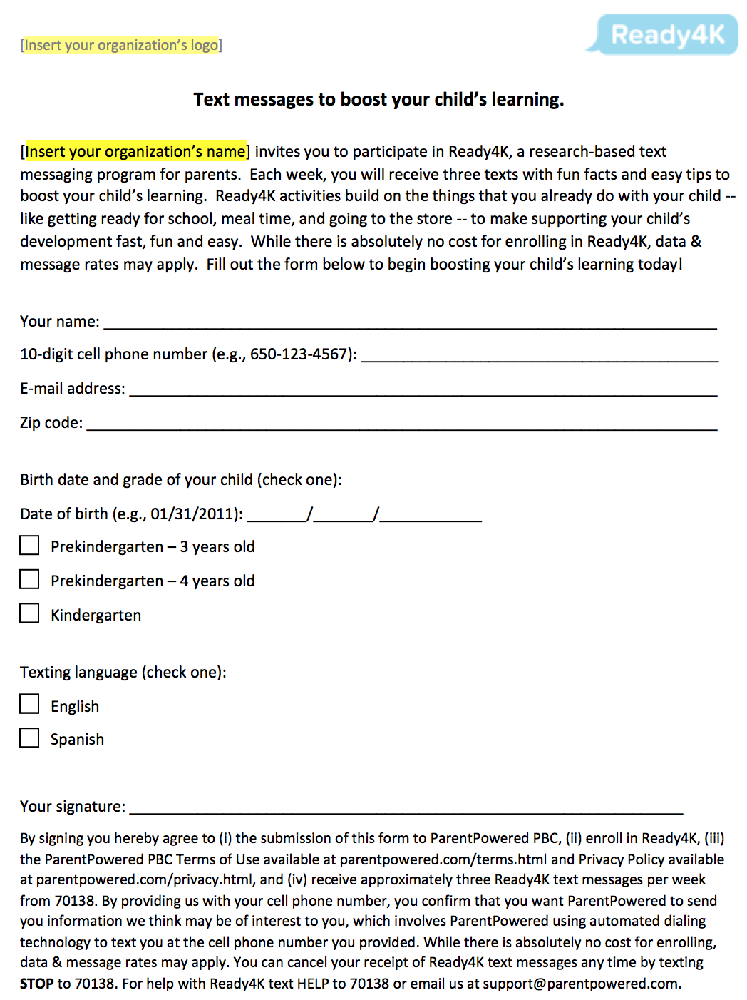 [Insert your organization's logo]
Ready4K
Text messages to boost your child's learning.
[Insert your organization's name] invites you to participate in Ready4K, a research-based text
messaging program for parents.  Each week, you will receive three texts with fun facts and easy tips to
boost your child's learning.  Ready4K activities build on the things that you already do with your child --
like getting ready for school, meal time, and going to the store -- to make supporting your child's
development fast, fun and easy.  While there is absolutely no cost for enrolling in Ready4K, data &
message rates may apply.  Fill out the form below to begin boosting your child's learning today!
Your name:
10-digit cell phone number (e.g., 650-123-4567):
E-mail address:
Zip code:
Birth date and grade of your child (check one):
Date of birth (e.g., 01/31/2011): _______/_______/____________
Prekindergarten – 3 years old
Prekindergarten – 4 years old
Kindergarten
Texting language (check one):
English
Spanish
Your signature:
By signing you hereby agree to (i) the submission of this form to ParentPowered PBC, (ii) enroll in Ready4K, (iii)
the ParentPowered PBC Terms of Use available at parentpowered.com/terms.html and Privacy Policy available
at parentpowered.com/privacy.html, and (iv) receive approximately three Ready4K text messages per week
from 70138. By providing us with your cell phone number, you confirm that you want ParentPowered to send
you information we think may be of interest to you, which involves ParentPowered using automated dialing
technology to text you at the cell phone number you provided. While there is absolutely no cost for enrolling,
data & message rates may apply. You can cancel your receipt of Ready4K text messages any time by texting
STOP to 70138. For help with Ready4K text HELP to 70138 or email us at support@parentpowered.com.